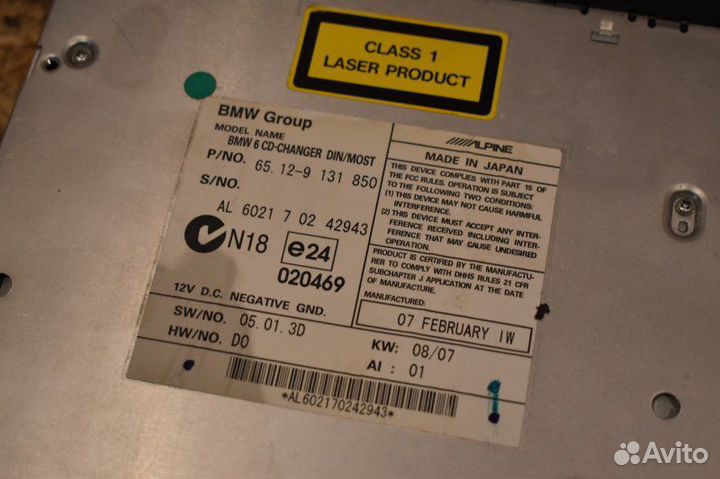 CLASS 1
LASER PRODUCT
BMW Group
MODEL NAME
BMW 6 CD-CHANGER DIN/MOST
P/NO. 65.12-9 131 850
S/NO.
AL 6021 7 02 42943
N18
e24
020469
12V D.C. NEGATIVE GND.
SW/NO. 05.01.3D
HW/NO. D0
ALPINE
MADE IN JAPAN
THIS DEVICE COMPLIES WITH PART 15 OF
THE FCC RULES. OPERATION IS SUBJECT
TO THE FOLLOWING TWO CONDITIONS:
(1) THIS DEVICE MAY NOT CAUSE HARMFUL
INTERFERENCE.
(2) THIS DEVICE MUST ACCEPT ANY INTER-
FERENCE RECEIVED INCLUDING INTER-
FERENCE THAT MAY CAUSE UNDESIRED
OPERATION.
PRODUCT IS CERTIFIED BY THE MANUFACTU-
RER TO COMPLY WITH DHHS RULES 21 CFR
SUBCHAPTER J APPLICATION AT THE DATE
OF MANUFACTURE.
MANUFACTURED:
07 FEBRUARY IW
KW: 08/07
AI : 01
*AL602170242943*
1
Avito